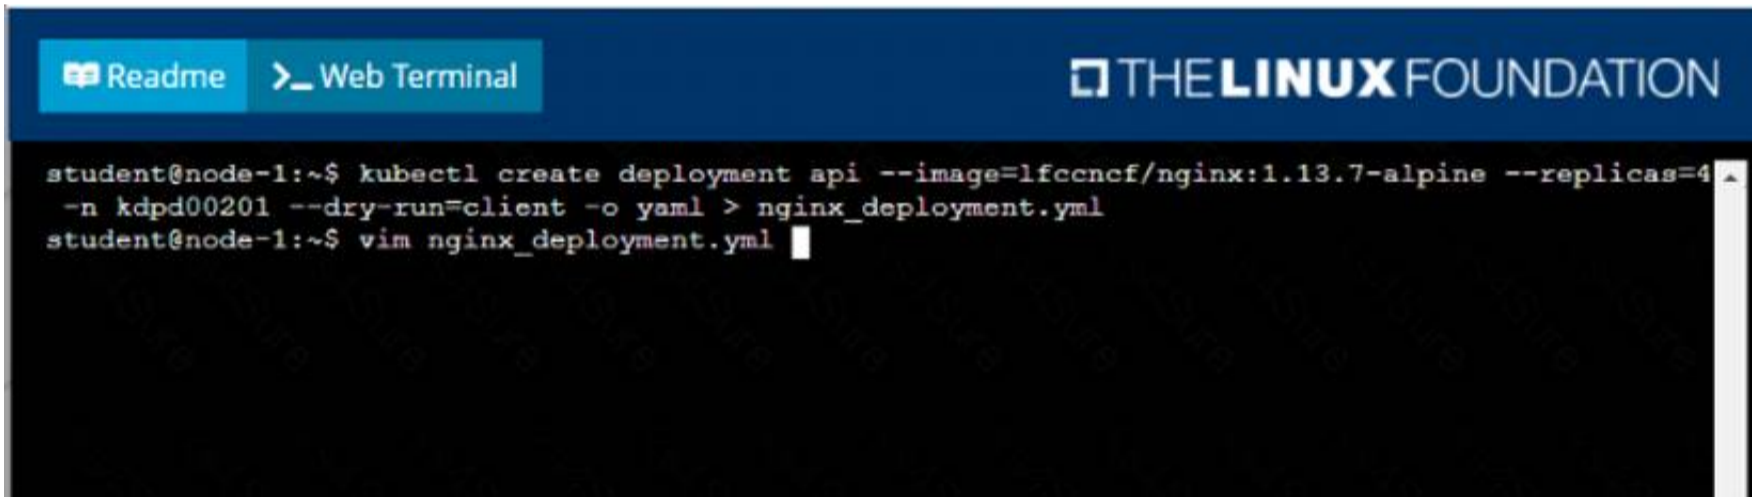 Readme >_ Web Terminal THE LINUX FOUNDATION
student@node-1:~$ kubectl create deployment api --image=lfccncf/nginx:1.13.7-alpine --replicas=4
-n kdpd00201 --dry-run=client -o yaml > nginx_deployment.yml
student@node-1:~$ vim nginx_deployment.yml